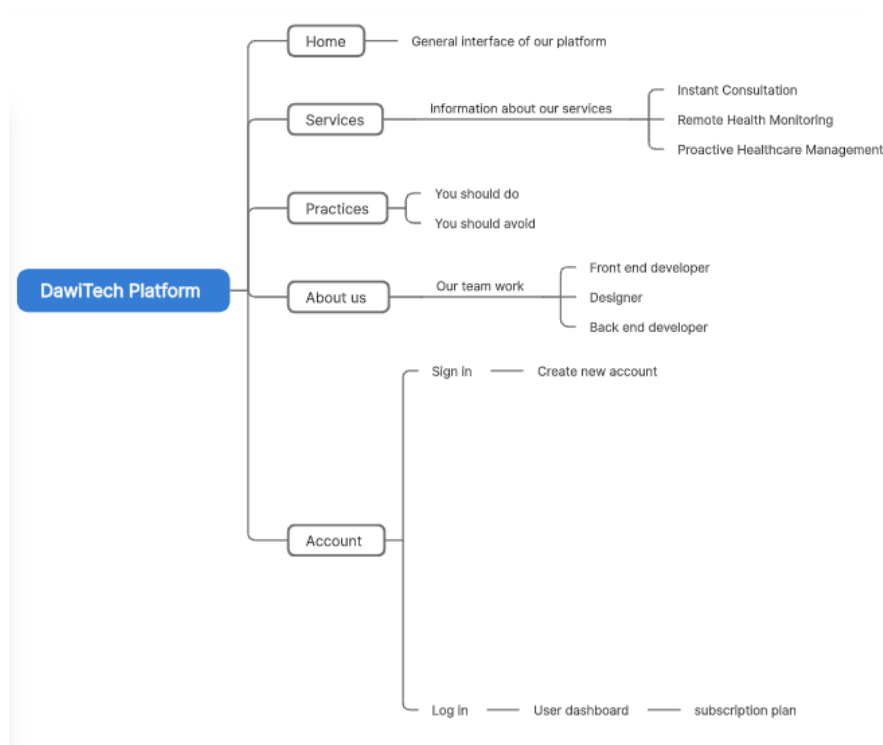 Home
General interface of our platform
Services
Information about our services
Instant Consultation
Remote Health Monitoring
Proactive Healthcare Management
Practices
You should do
You should avoid
DawiTech Platform
About us
Our team work
Front end developer
Designer
Back end developer
Account
Sign in
Create new account
Log in
User dashboard
subscription plan